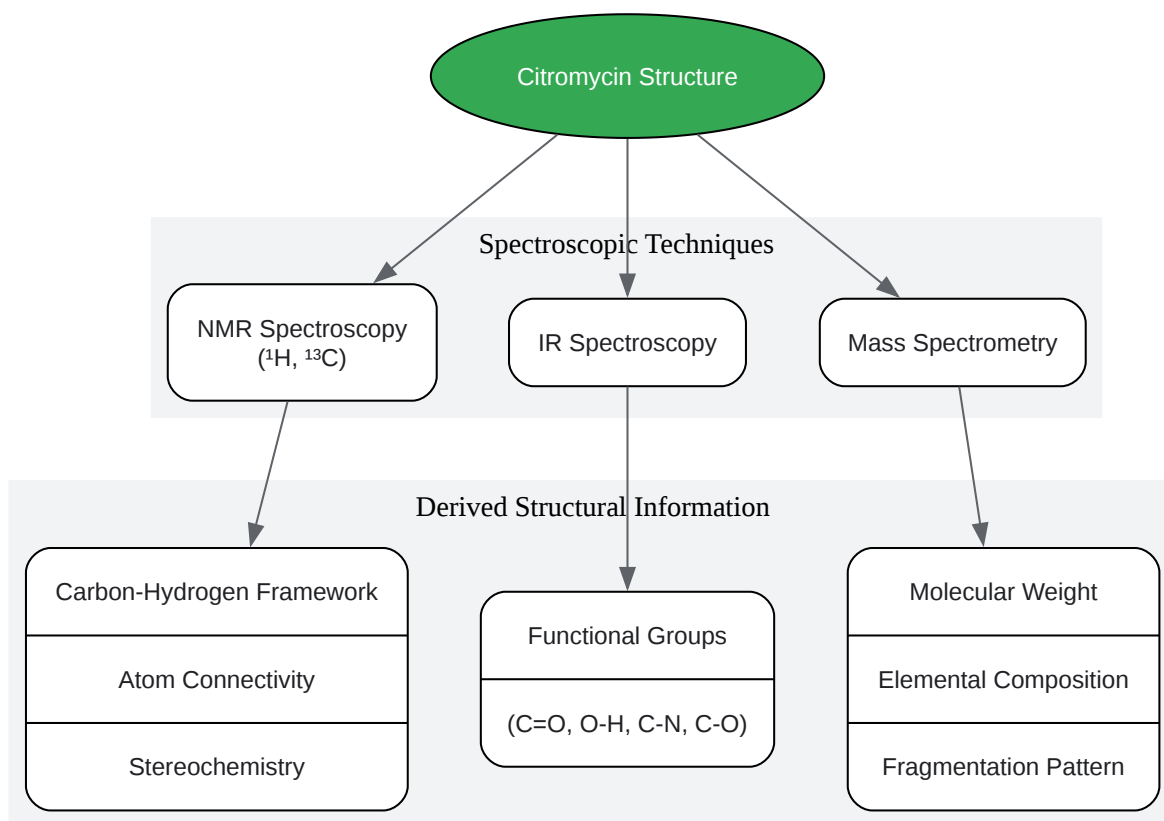 Citromycin Structure
Spectroscopic Techniques
NMR Spectroscopy
(¹H, ¹³C)
IR Spectroscopy
Mass Spectrometry
Derived Structural Information
Carbon-Hydrogen Framework
Atom Connectivity
Stereochemistry
Functional Groups
(C=O, O-H, C-N, C-O)
Molecular Weight
Elemental Composition
Fragmentation Pattern